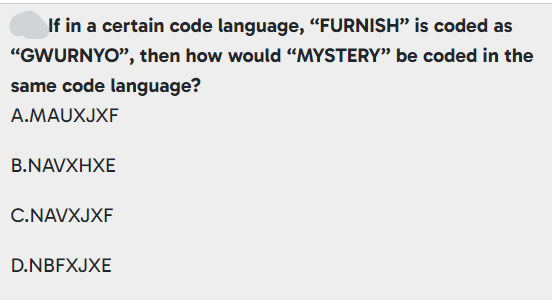 If in a certain code language, “FURNISH” is coded as
“GWURNYO”, then how would “MYSTERY” be coded in the
same code language?
A.MAUXJXF
B.NAVXHXE
C.NAVXJXF
D.NBFXJXE